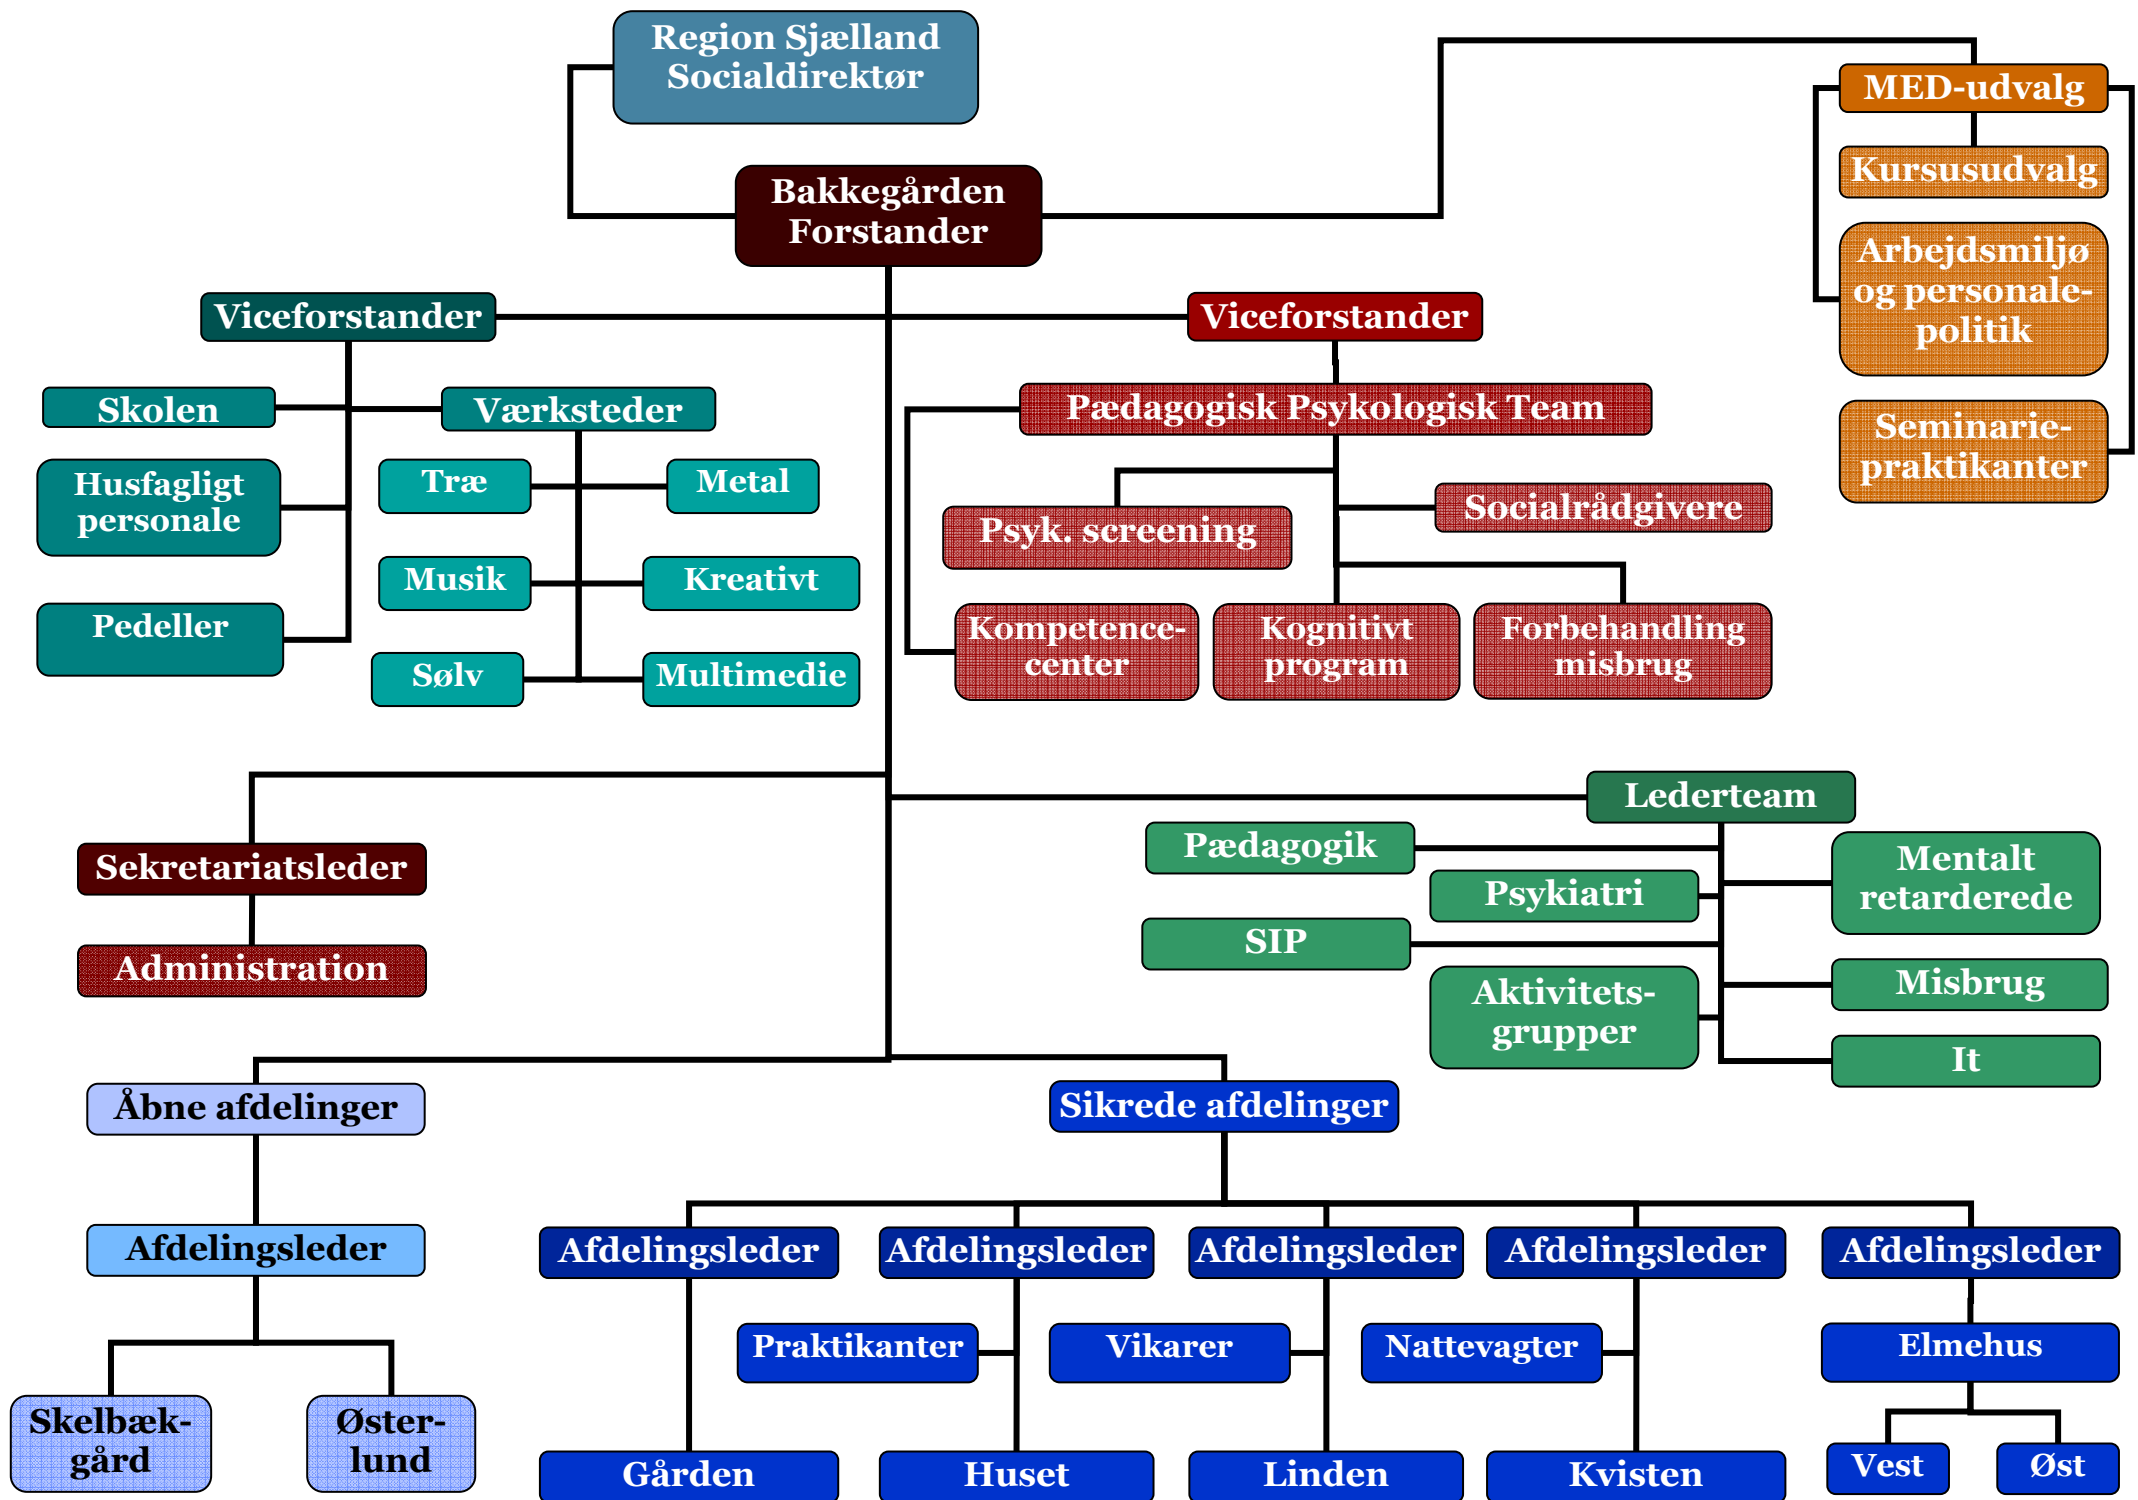 Region Sjælland
Socialdirektør
MED-udvalg
Kursusudvalg
Arbejdsmiljø
og personale-
politik
Seminarie-
praktikanter
Bakkegården
Forstander
Viceforstander
Viceforstander
Skolen
Værksteder
Husfagligt
personale
Pedeller
Træ
Metal
Musik
Kreativt
Sølv
Multimedie
Pædagogisk Psykologisk Team
Psyk. screening
Socialrådgivere
Kompetence-
center
Kognitivt
program
Forbehandling
misbrug
Sekretariatsleder
Administration
Lederteam
Pædagogik
Psykiatri
SIP
Aktivitets-
grupper
Mentalt
retarderede
Misbrug
It
Åbne afdelinger
Afdelingsleder
Skelbæk-
gård
Øster-
lund
Sikrede afdelinger
Afdelingsleder
Afdelingsleder
Afdelingsleder
Afdelingsleder
Afdelingsleder
Praktikanter
Vikarer
Nattevagter
Elmehus
Gården
Huset
Linden
Kvisten
Vest
Øst